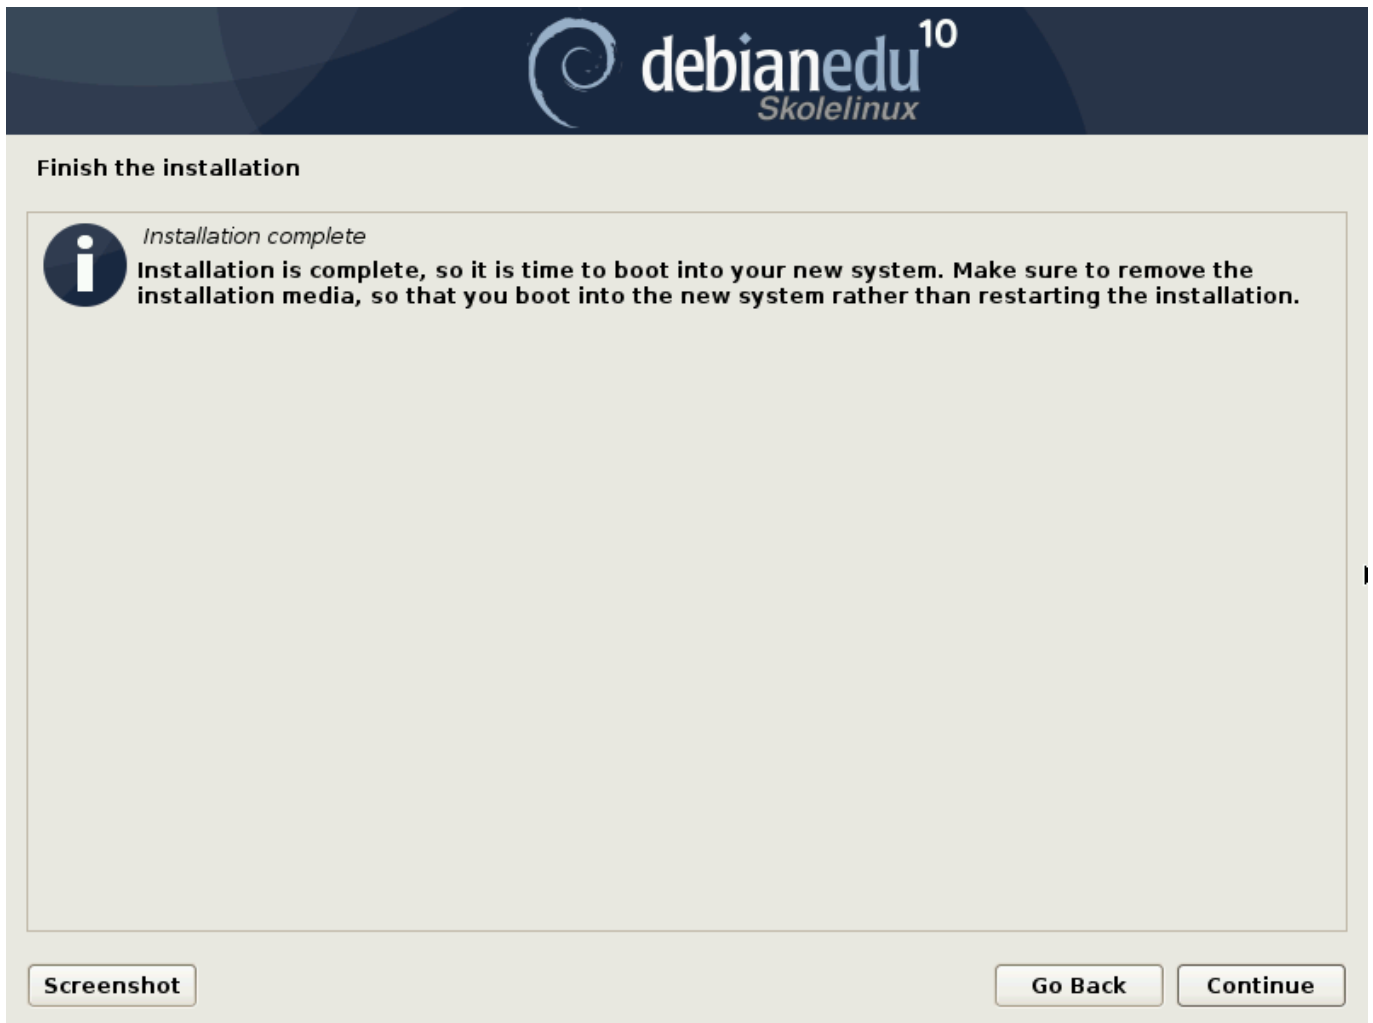 debianedu10
Skolelinux
Finish the installation
Installation complete
Installation is complete, so it is time to boot into your new system. Make sure to remove the
installation media, so that you boot into the new system rather than restarting the installation.
Screenshot
Go Back
Continue